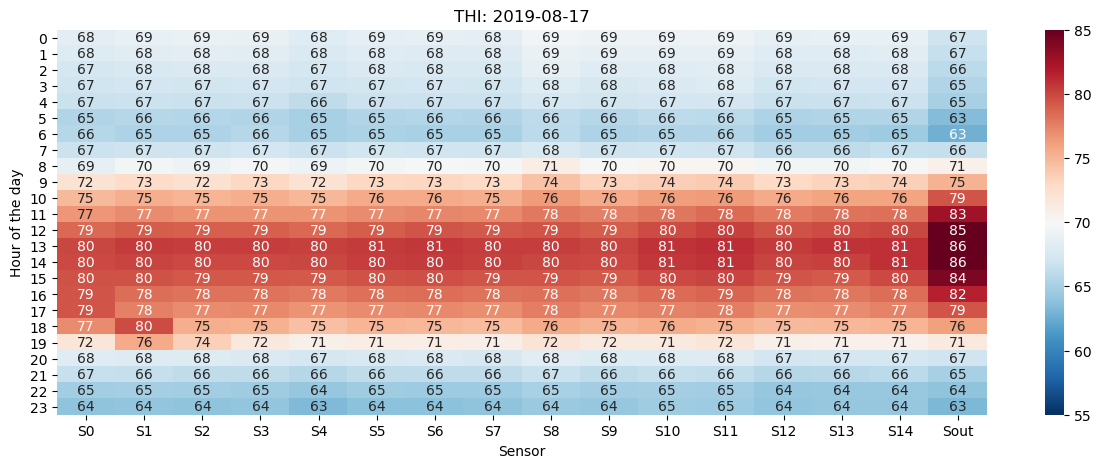 THI: 2019-08-17
Hour of the day
0 68 69 69 69 68 69 69 68 69 69 69 69 69 68 69 67
1 68 68 68 68 68 68 68 68 69 68 69 69 68 68 68 67
2 67 68 68 68 67 68 68 68 69 68 68 68 68 68 68 66
3 67 67 67 67 67 67 67 67 68 68 68 68 67 67 67 65
4 67 67 67 67 66 67 67 67 67 67 67 67 67 67 67 65
5 65 66 66 66 65 65 66 66 66 66 66 66 65 65 65 63
6 66 65 65 66 65 65 65 65 66 65 65 66 65 65 65 63
7 67 67 67 67 67 67 67 67 68 67 67 67 66 66 67 66
8 69 70 69 70 69 70 70 70 71 70 70 70 70 70 70 71
9 72 73 72 73 72 73 73 73 74 73 74 74 73 73 74 75
10 75 75 75 75 75 76 76 75 76 76 76 76 76 76 76 79
11 77 77 77 77 77 77 77 77 78 78 78 78 78 78 78 83
12 79 79 79 79 79 79 79 79 79 79 80 80 80 80 80 85
13 80 80 80 80 80 81 81 80 80 80 81 81 80 81 81 86
14 80 80 80 80 80 80 80 80 80 80 81 81 80 80 81 86
15 80 80 79 79 79 79 79 79 79 79 80 80 79 79 80 84
16 79 78 78 78 78 78 78 78 78 78 78 79 78 78 78 82
17 79 78 77 77 77 77 77 77 77 77 77 78 77 77 77 79
18 77 80 75 75 74 75 75 75 76 75 76 75 75 75 75 76
19 72 76 74 72 71 71 71 71 72 72 71 72 71 71 71 71
20 68 68 68 68 67 68 68 68 68 68 68 68 67 67 67 67
21 67 66 66 66 66 66 66 66 67 66 66 66 66 66 66 65
22 65 65 65 65 64 65 65 65 65 65 65 65 64 64 64 64
23 64 64 64 64 63 64 64 64 64 64 65 65 64 64 64 63
S0 S1 S2 S3 S4 S5 S6 S7 S8 S9 S10 S11 S12 S13 S14 Sout
Sensor
85
80
75
70
65
60
55